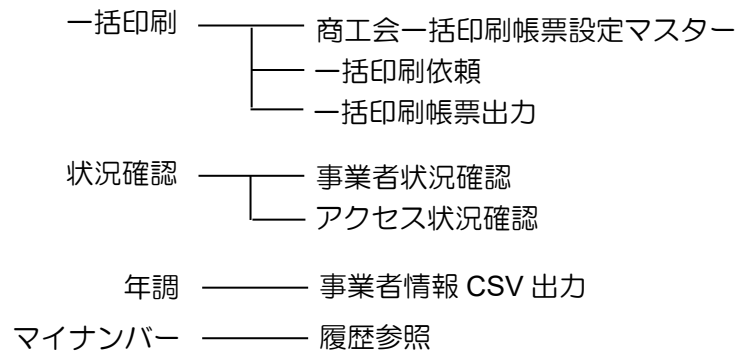 一括印刷 商工会一括印刷帳票設定マスター
一括印刷依頼
一括印刷帳票出力
状況確認 事業者状況確認
アクセス状況確認
年調 事業者情報 CSV 出力
マイナンバー 履歴参照